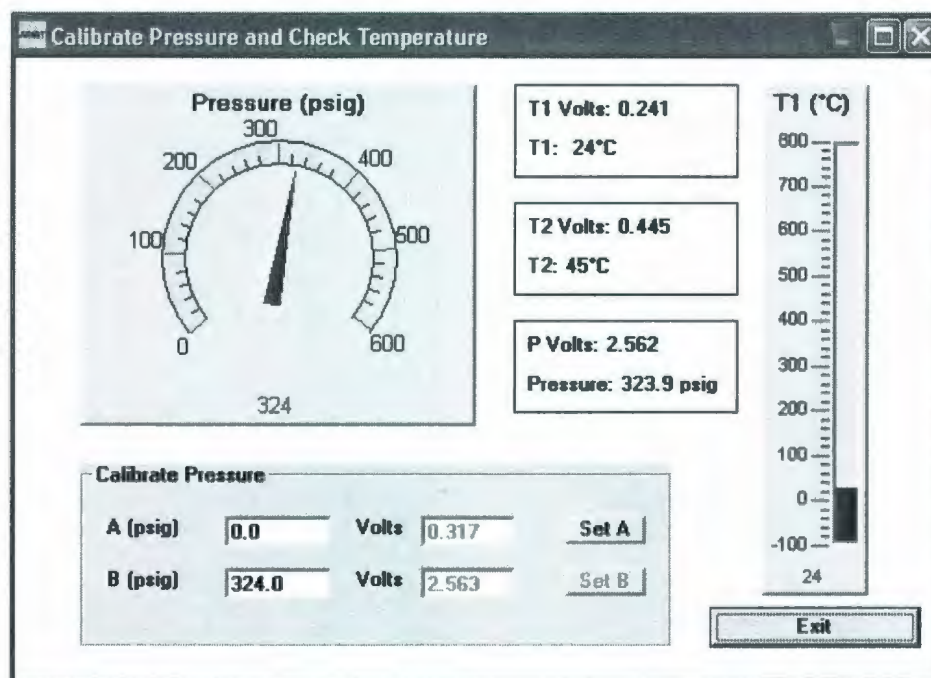 Calibrate Pressure and Check Temperature
Pressure (psig)
0
100
200
300
400
500
600
324
T1 Volts: 0.241
T1: 24°C
T2 Volts: 0.445
T2: 45°C
P Volts: 2.562
Pressure: 323.9 psig
T1 (°C)
800
700
600
500
400
300
200
100
0
-100
24
Calibrate Pressure
A (psig) 0.0 Volts 0.317 Set A
B (psig) 324.0 Volts 2.563 Set B
Exit